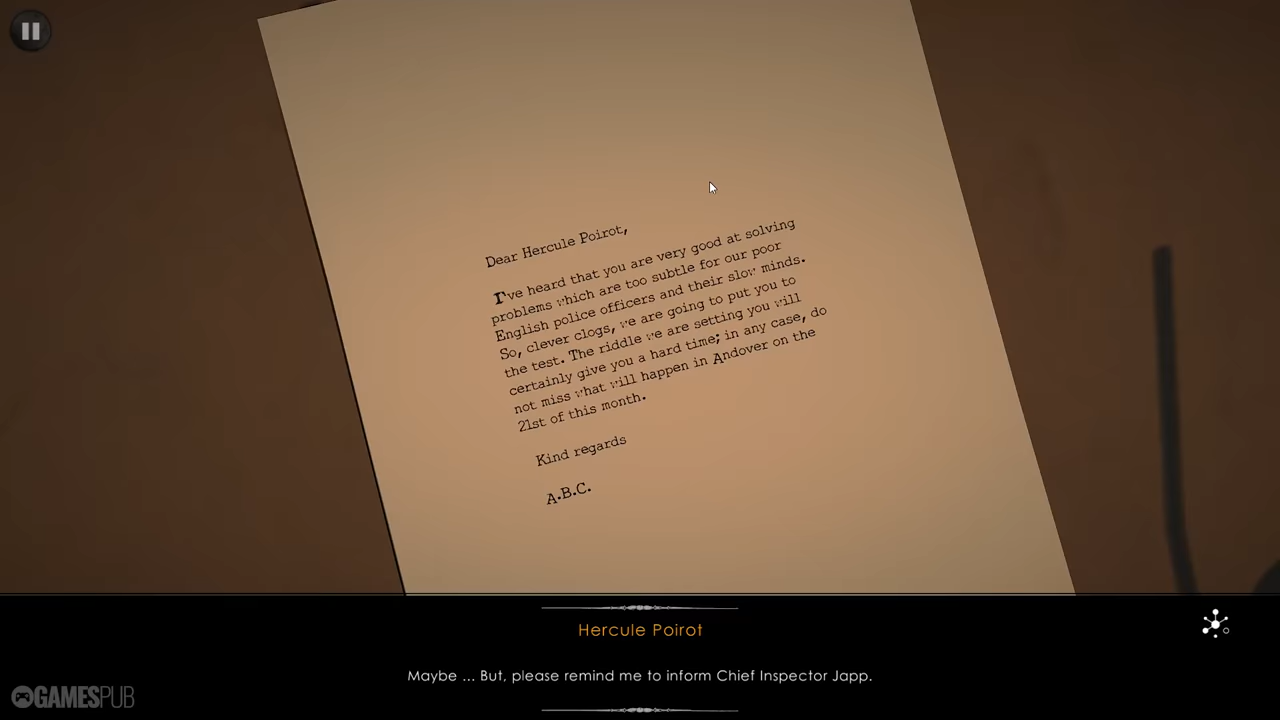 Dear Hercule Poirot,
I've heard that you are very good at solving
problems which are too subtle for our poor
English police officers and their slow minds.
So, clever clogs, we are going to put you to
the test. The riddle we are setting you will
certainly give you a hard time; in any case, do
not miss what will happen in Andover on the
21st of this month.
Kind regards
A.B.C.
Hercule Poirot
Maybe ... But, please remind me to inform Chief Inspector Japp.
GAMESPUB